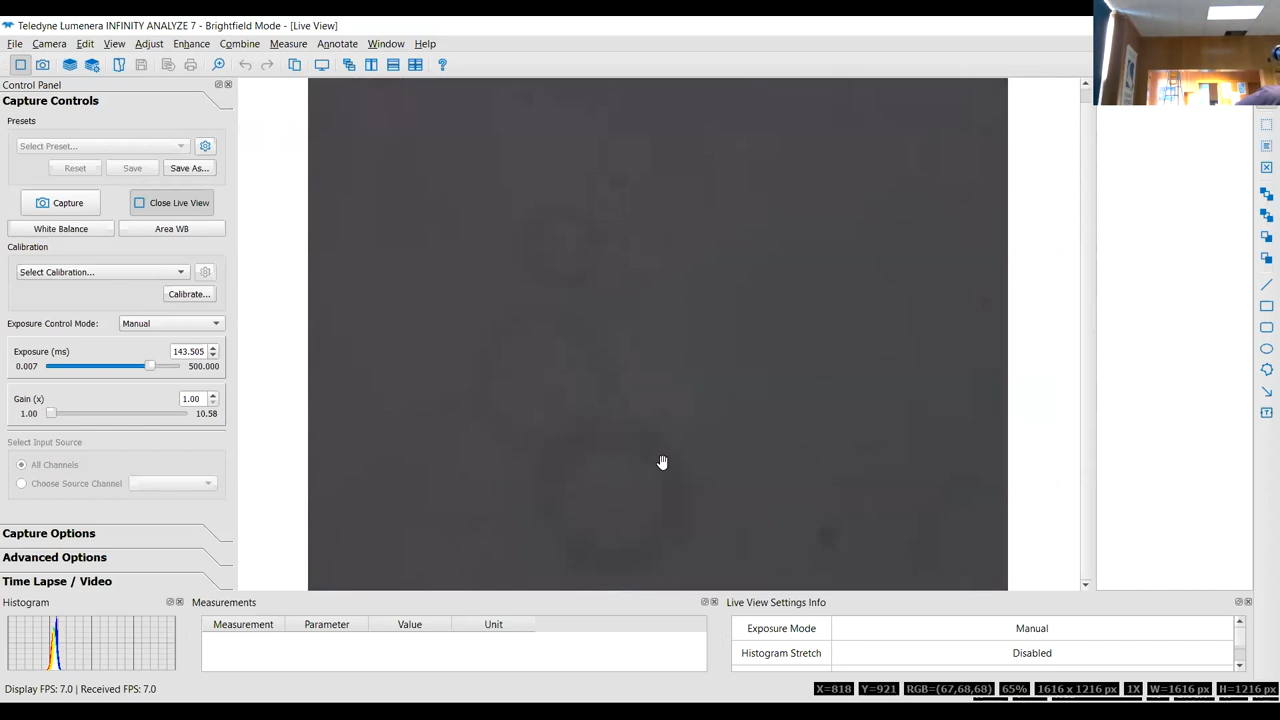 Teledyne Lumenera INFINITY ANALYZE 7 - Brightfield Mode - [Live View]
File Camera Edit View Adjust Enhance Combine Measure Annotate Window Help
Control Panel
Capture Controls
Presets
Select Preset...
Reset Save Save As...
Capture Close Live View
White Balance Area WB
Calibration
Select Calibration...
Calibrate...
Exposure Control Mode: Manual
Exposure (ms) 143.505
0.007 500.000
Gain (x) 1.00
1.00 10.58
Select Input Source
All Channels
Choose Source Channel
Capture Options
Advanced Options
Time Lapse / Video
Histogram
Measurements
Measurement Parameter Value Unit
Live View Settings Info
Exposure Mode Manual
Histogram Stretch Disabled
Display FPS: 7.0 | Received FPS: 7.0
X=818 Y=921 RGB=(67,68,68) 65% 1616 x 1216 px 1X W=1616 px H=1216 px